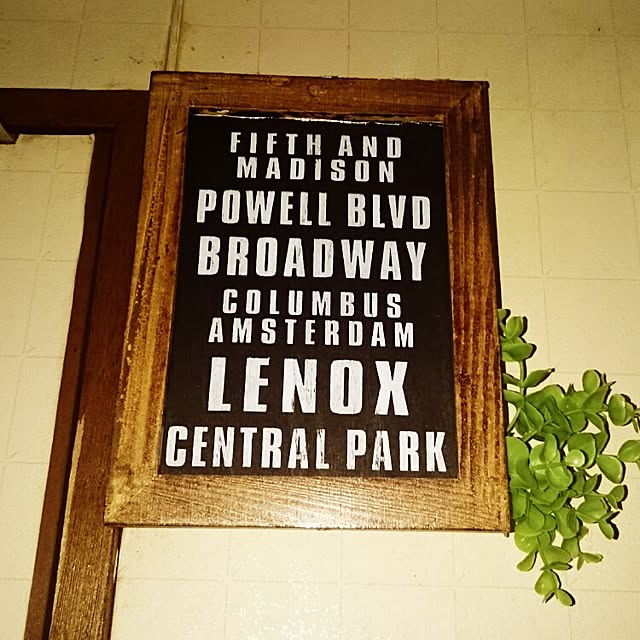 FIFTH AND
MADISON
POWELL BLVD
BROADWAY
COLUMBUS
AMSTERDAM
LENOX
CENTRAL PARK